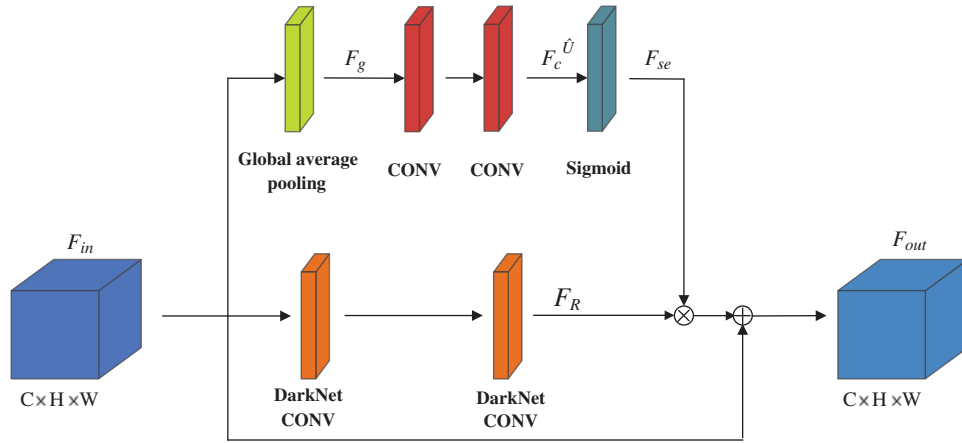 F_g
F_c^Û
F_se
Global average
pooling
CONV
CONV
Sigmoid
F_in
F_out
F_R
C×H×W
C×H×W
DarkNet
CONV
DarkNet
CONV